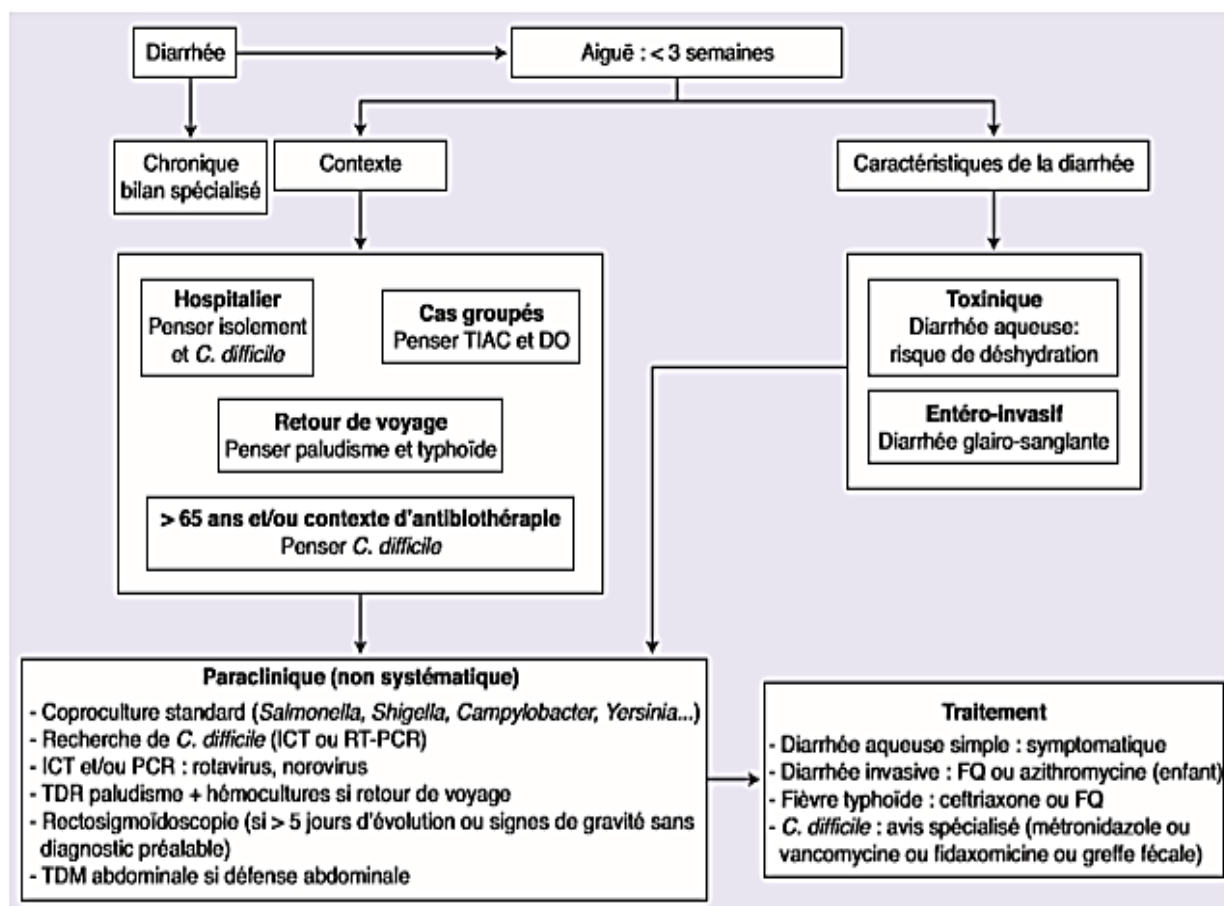 Diarrhée
Aiguë : < 3 semaines
Chronique
bilan spécialisé
Contexte
Caractéristiques de la diarrhée
Hospitalier
Penser isolement
et C. difficile
Cas groupés
Penser TIAC et DO
Retour de voyage
Penser paludisme et typhoïde
> 65 ans et/ou contexte d'antiblothéraple
Penser C. difficile
Toxinique
Diarrhée aqueuse:
risque de déshydration
Entéro-invasif
Diarrhée glairo-sanglante
Paraclinique (non systématique)
- Coproculture standard (Salmonella, Shigella, Campylobacter, Yersinia...)
- Recherche de C. difficile (ICT ou RT-PCR)
- ICT et/ou PCR : rotavirus, norovirus
- TDR paludisme + hémocultures si retour de voyage
- Rectosigmoïdoscopie (si > 5 jours d'évolution ou signes de gravité sans
diagnostic préalable)
- TDM abdominale si défense abdominale
Traitement
- Diarrhée aqueuse simple : symptomatique
- Diarrhée invasive : FQ ou azithromycine (enfant)
- Fièvre typhoïde : ceftriaxone ou FQ
- C. difficile : avis spécialisé (métronidazole ou
vancomycine ou fidaxomicine ou greffe fécale)